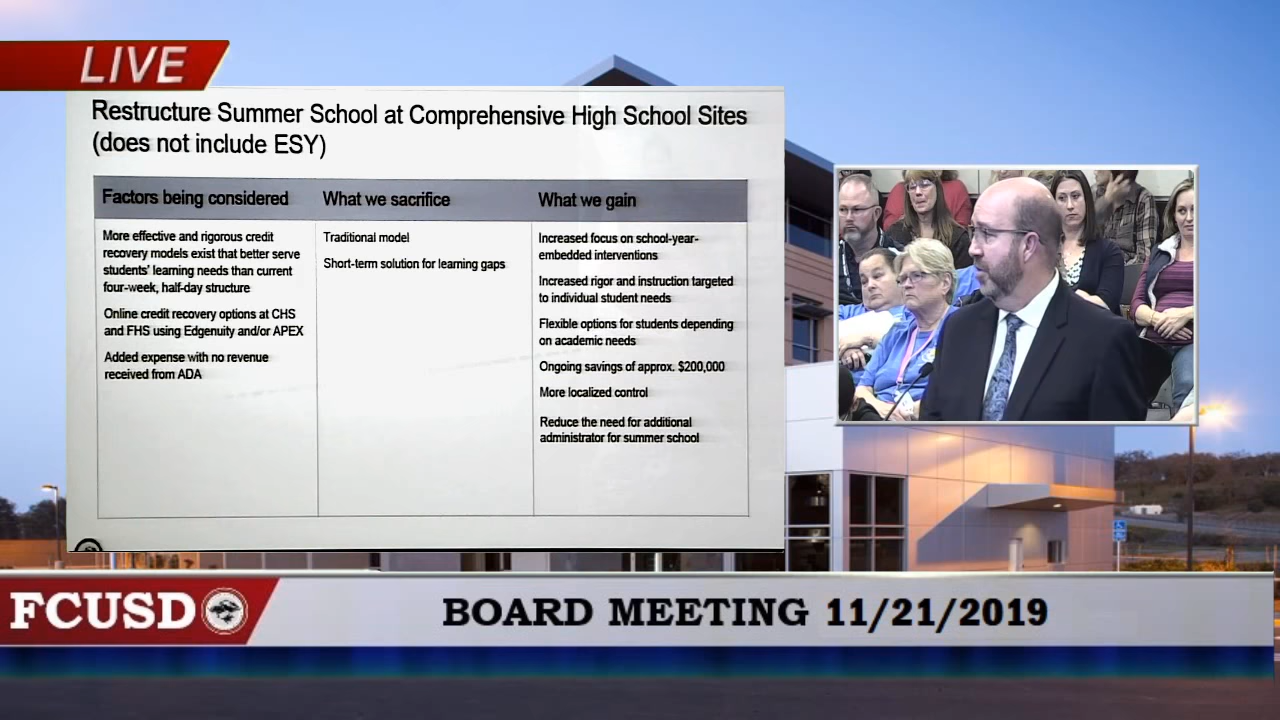 LIVE
Restructure Summer School at Comprehensive High School Sites
(does not include ESY)
Factors being considered
What we sacrifice
What we gain
More effective and rigorous credit
recovery models exist that better serve
students' learning needs than current
four-week, half-day structure
Online credit recovery options at CHS
and FHS using Edgenuity and/or APEX
Added expense with no revenue
received from ADA
Traditional model
Short-term solution for learning gaps
Increased focus on school-year-
embedded interventions
Increased rigor and instruction targeted
to individual student needs
Flexible options for students depending
on academic needs
Ongoing savings of approx. $200,000
More localized control
Reduce the need for additional
administrator for summer school
FCUSD
BOARD MEETING 11/21/2019